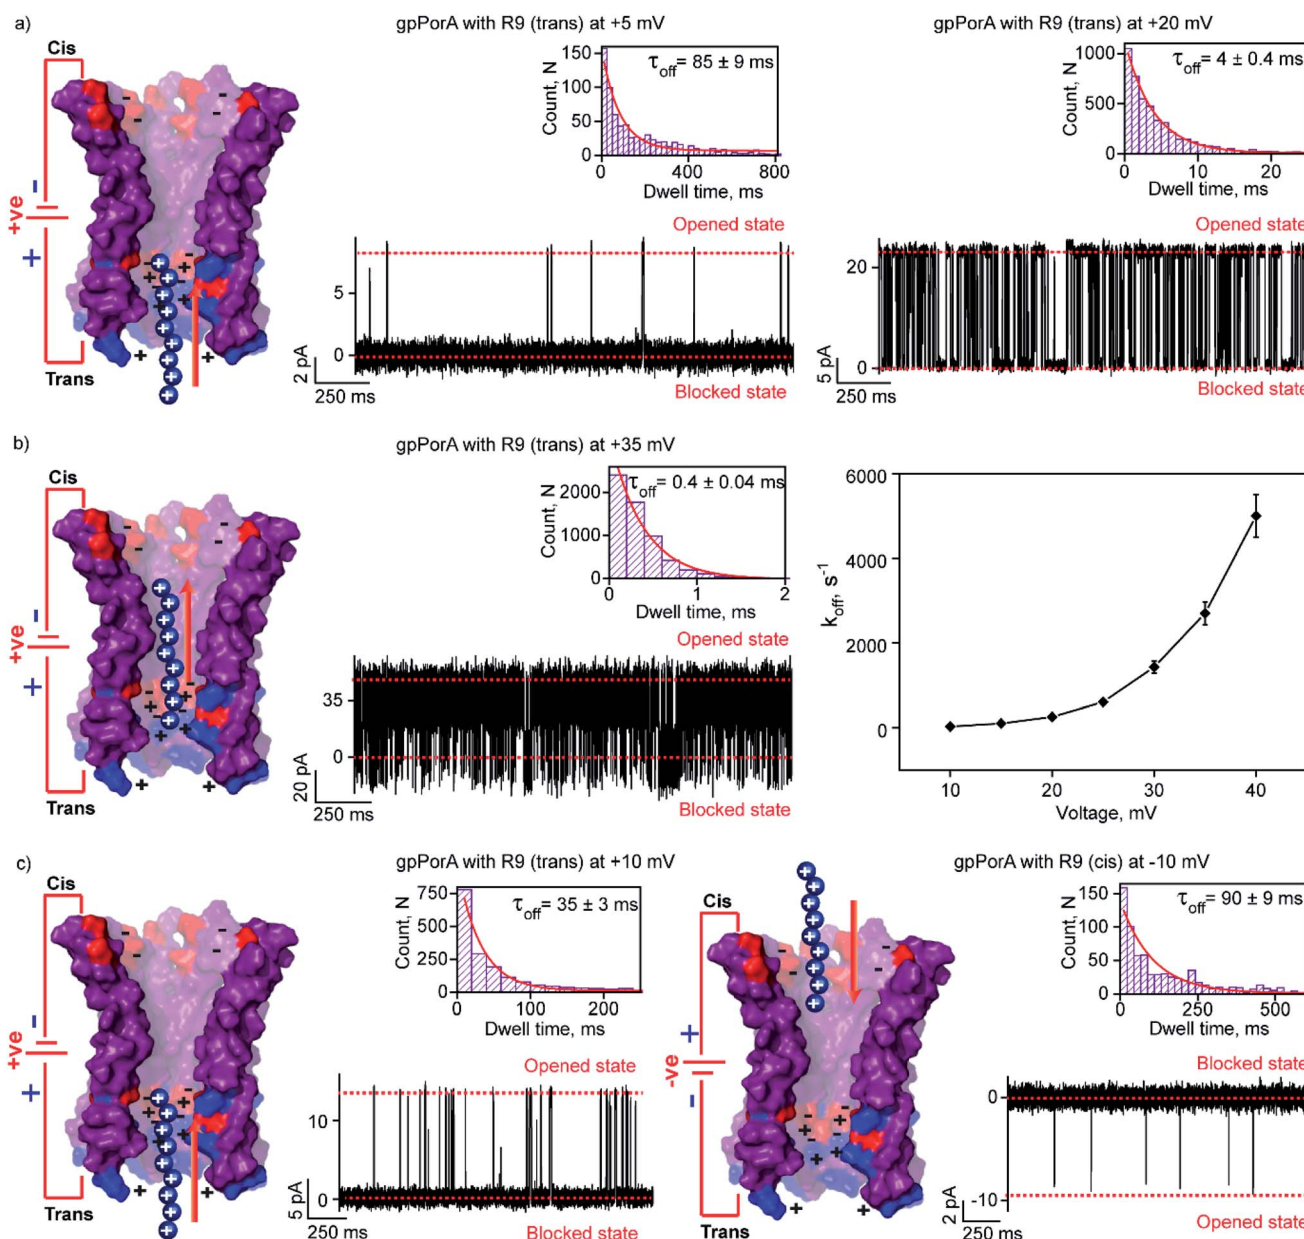 a)
gpPorA with R9 (trans) at +5 mV
gpPorA with R9 (trans) at +20 mV
Cis
+ve
-
+
Trans
Count, N
150
100
50
0
τoff= 85 ± 9 ms
0 400 800
Dwell time, ms
Opened state
5
0
2 pA
250 ms
Blocked state
Count, N
1000
500
0
τoff= 4 ± 0.4 ms
0 10 20
Dwell time, ms
Opened state
20
0
5 pA
250 ms
Blocked state
b)
gpPorA with R9 (trans) at +35 mV
Cis
+ve
-
+
Trans
Count, N
2000
1000
0
τoff= 0.4 ± 0.04 ms
0 1 2
Dwell time, ms
Opened state
35
0
20 pA
250 ms
Blocked state
koff, s-1
6000
4000
2000
0
10 20 30 40
Voltage, mV
c)
gpPorA with R9 (trans) at +10 mV
gpPorA with R9 (cis) at -10 mV
Cis
+ve
-
+
Trans
Count, N
750
500
250
0
τoff= 35 ± 3 ms
0 100 200
Dwell time, ms
Opened state
10
0
5 pA
250 ms
Blocked state
Cis
-ve
+
-
Trans
Count, N
150
100
50
0
τoff= 90 ± 9 ms
0 250 500
Dwell time, ms
Blocked state
0
-10
2 pA
250 ms
Opened state